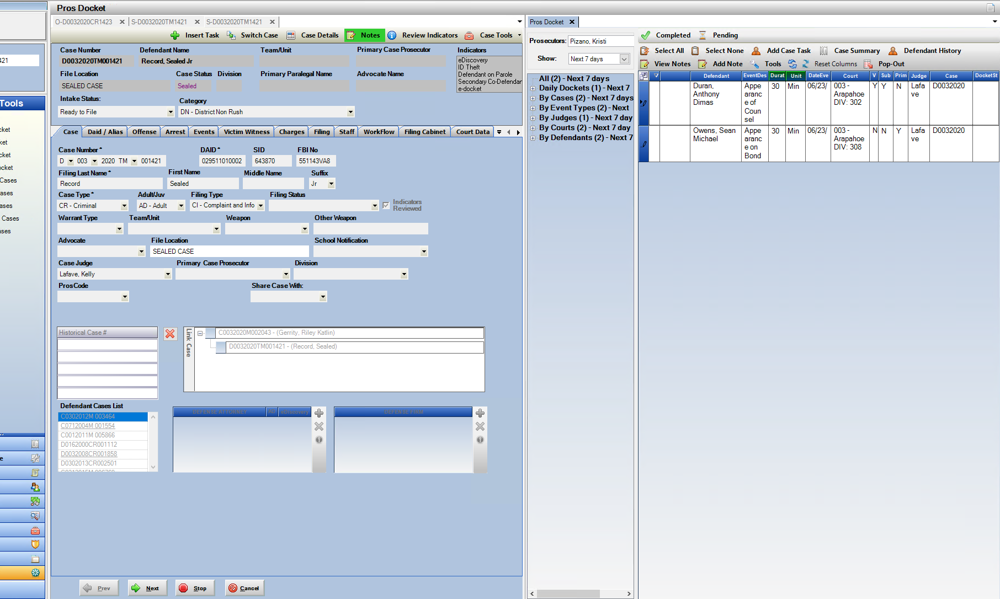 Pros Docket
O-D0032020CR1423
S-D0032020TM1421
S-D0032020TM1421
Insert Task
Switch Case
Case Details
Notes
Review Indicators
Case Tools
421
Tools
cket
ket
cket
ocket
Cases
ases
ases
Cases
ases
e
Case Number
Defendant Name
Team/Unit
Primary Case Prosecutor
Indicators
D0032020TM001421
Record, Sealed Jr
eDiscovery
ID Theft
Defendant on Parole
Secondary Co-Defendan
e-docket
File Location
Case Status
Division
Primary Paralegal Name
Advocate Name
SEALED CASE
Sealed
Intake Status:
Category
Ready to File
DN - District Non Rush
Case
Daid / Alias
Offense
Arrest
Events
Victim Witness
Charges
Filing
Staff
WorkFlow
Filing Cabinet
Court Data
Case Number *
DAID *
SID
FBI No
D
003
2020
TM
001421
029511010002
643870
551143VA8
Filing Last Name *
First Name
Middle Name
Suffix
Record
Sealed
Jr
Case Type *
Adult/Juv
Filing Type
Filing Status
CR - Criminal
AD - Adult
CI - Complaint and Info
Indicators
Reviewed
Warrant Type
Team/Unit
Weapon
Other Weapon
Advocate
File Location
School Notification
SEALED CASE
Case Judge
Primary Case Prosecutor
Division
Lafave, Kelly
Pros Code
Share Case With:
Historical Case #
Link Case
C0032020M002043 - (Gerrity, Riley Katlin)
D0032020TM001421 - (Record, Sealed)
Defendant Cases List
C0302012M 003464
C0712004M 001554
C0012011M 005866
D0162000CR001112
D0032008CR001858
D0302013CR002501
DEFENSE ATTORNEY
AD
eDiscovery
DEFENSE FIRM
Prev
Next
Stop
Cancel
Pros Docket
Prosecutors:
Pizano, Kristi
Show:
Next 7 days
All (2) - Next 7 days
Daily Dockets (1) - Next 7
By Cases (2) - Next 7 days
By Event Types (2) - Next
By Judges (1) - Next 7 day
By Courts (2) - Next 7 day
By Defendants (2) - Next 7
Completed
Pending
Select All
Select None
Add Case Task
Case Summary
Defendant History
View Notes
Add Note
Tools
Reset Columns
Pop-Out
Defendant
EventDes
Durat
Unit
DateEve
Court
V
Sub
Prim
Judge
Case
DocketSt
Duran, Anthony Dimas
Appe aranc e of Coun sel
30
Min
06/23/
003 - Arapahoe DIV: 302
Y
Y
N
Lafa ve
D0032020
Owens, Sean Michael
Appe aranc e on Bond
30
Min
06/23/
003 - Arapahoe DIV: 308
N
N
Y
Lafa ve
D0032020